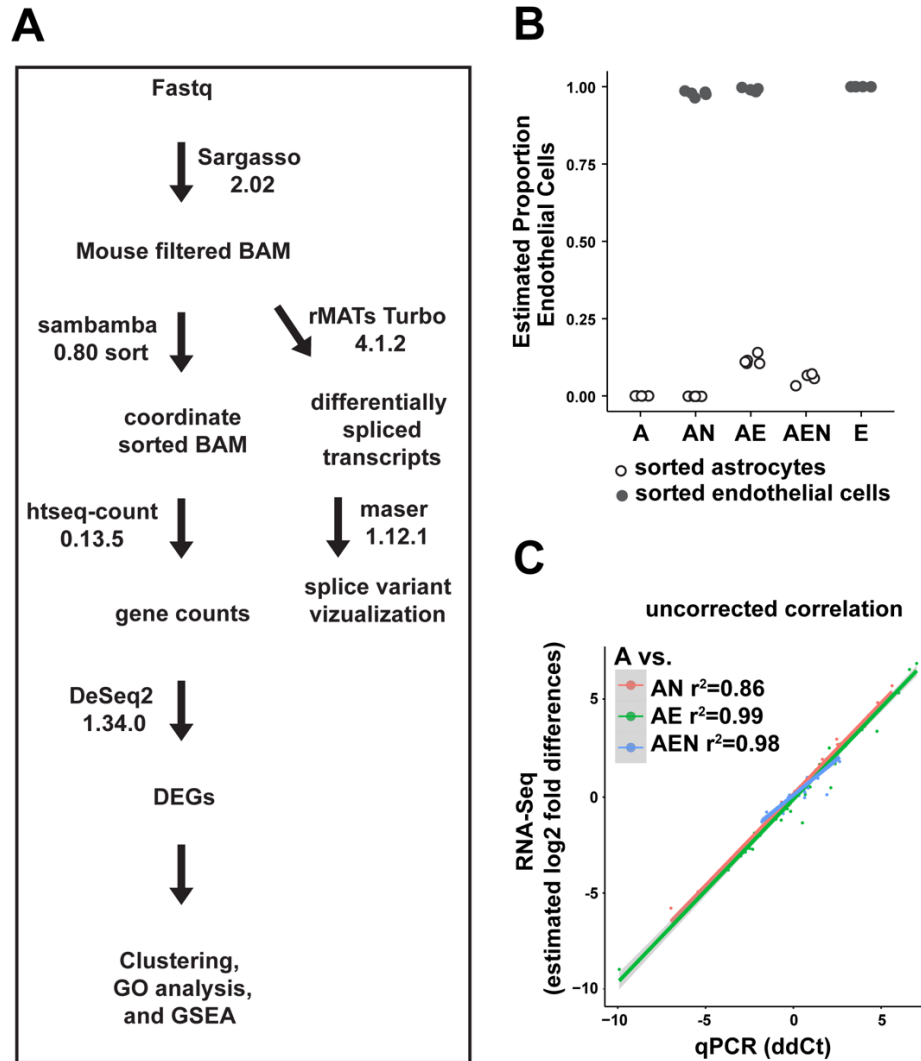 A
Fastq
Sargasso
2.02
Mouse filtered BAM
sambamba
0.80 sort
rMATs Turbo
4.1.2
coordinate
sorted BAM
differentially
spliced
transcripts
htseq-count
0.13.5
maser
1.12.1
gene counts
splice variant
vizualization
DeSeq2
1.34.0
DEGs
Clustering,
GO analysis,
and GSEA
B
Estimated Proportion
Endothelial Cells
1.00
0.75
0.50
0.25
0.00
A AN AE AEN E
sorted astrocytes
sorted endothelial cells
C
uncorrected correlation
RNA-Seq
(estimated log2 fold differences)
A vs.
AN r²=0.86
AE r²=0.99
AEN r²=0.98
5
0
−5
−10
−10 −5 0 5
qPCR (ddCt)